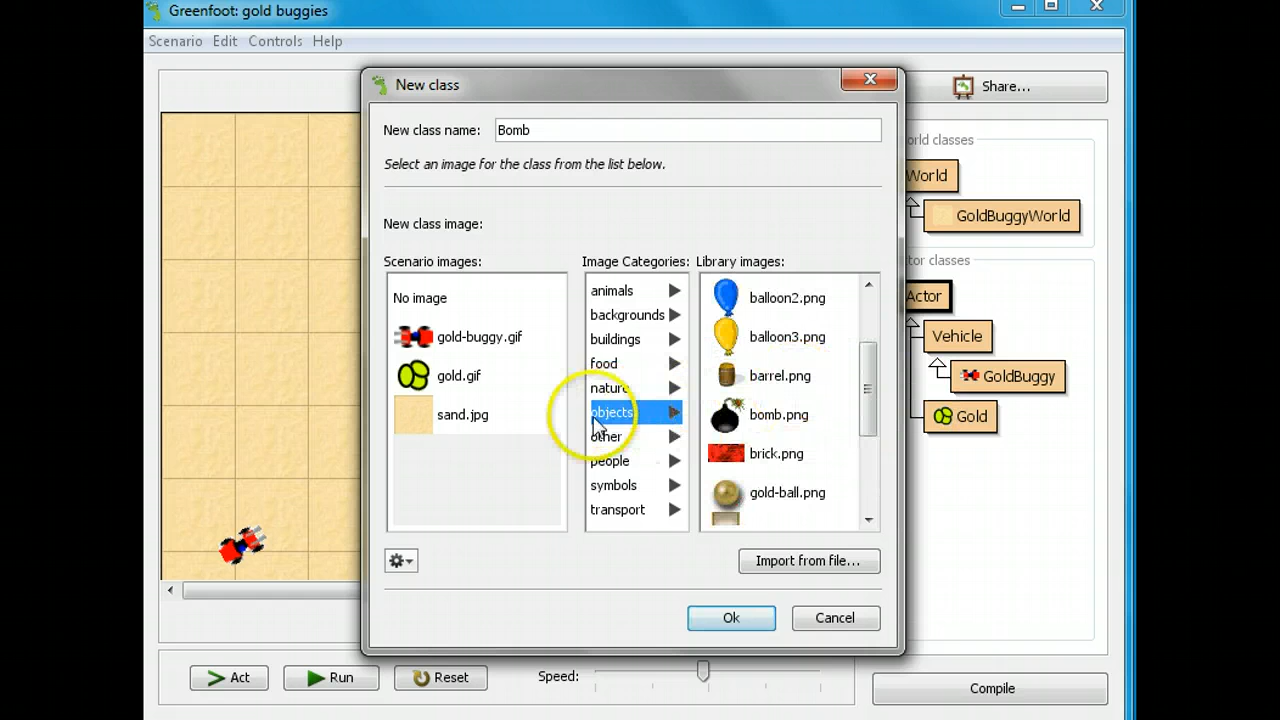 Greenfoot: gold buggies
Scenario Edit Controls Help
New class
Share...
New class name: Bomb
Select an image for the class from the list below.
New class image:
Scenario images:
No image
gold-buggy.gif
gold.gif
sand.jpg
Image Categories:
animals
backgrounds
buildings
food
nature
objects
other
people
symbols
transport
Library images:
balloon2.png
balloon3.png
barrel.png
bomb.png
brick.png
gold-ball.png
Import from file...
Ok Cancel
orld classes
World
GoldBuggyWorld
tor classes
Actor
Vehicle
GoldBuggy
Gold
Act Run Reset Speed:
Compile